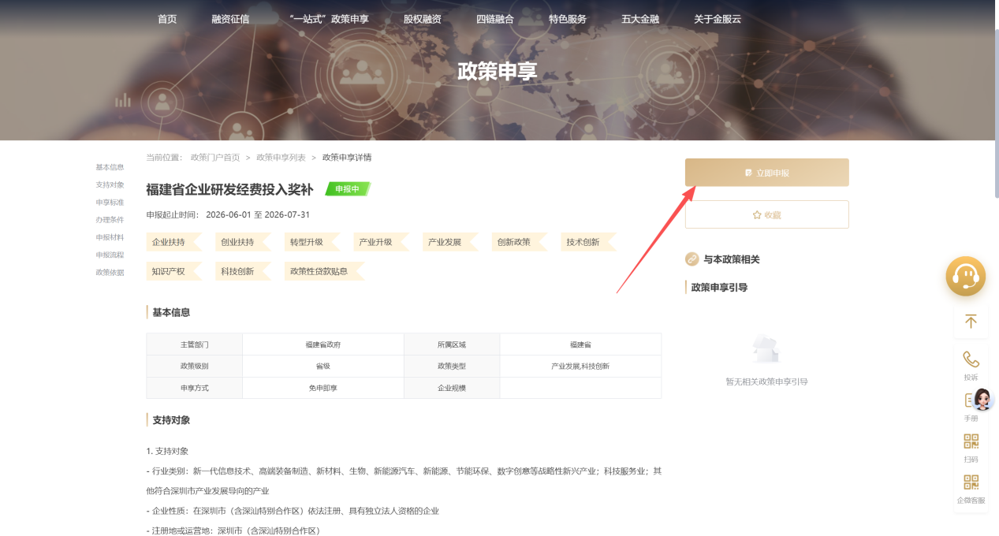 首页 融资征信 “一站式”政策申享 股权融资 四链融合 特色服务 五大金融 关于金服云
政策申享
基本信息
支持对象
申享标准
办理条件
申报材料
申报流程
政策依据
当前位置： 政策门户首页 > 政策申享列表 > 政策申享详情
福建省企业研发经费投入奖补 申报中
申报起止时间： 2026-06-01 至 2026-07-31
企业扶持 创业扶持 转型升级 产业升级 产业发展 创新政策 技术创新
知识产权 科技创新 政策性贷款贴息
基本信息
主管部门 福建省政府 所属区域 福建省
政策级别 省级 政策类型 产业发展,科技创新
申享方式 免申即享 企业规模
支持对象
1. 支持对象
- 行业类别：新一代信息技术、高端装备制造、新材料、生物、新能源汽车、新能源、节能环保、数字创意等战略性新兴产业；科技服务业；其
他符合深圳市产业发展导向的产业
- 企业性质：在深圳市（含深汕特别合作区）依法注册、具有独立法人资格的企业
- 注册地或运营地：深圳市（含深汕特别合作区）
立即申报
收藏
与本政策相关
政策申享引导
暂无相关政策申享引导
投诉
手册
扫码
企微客服